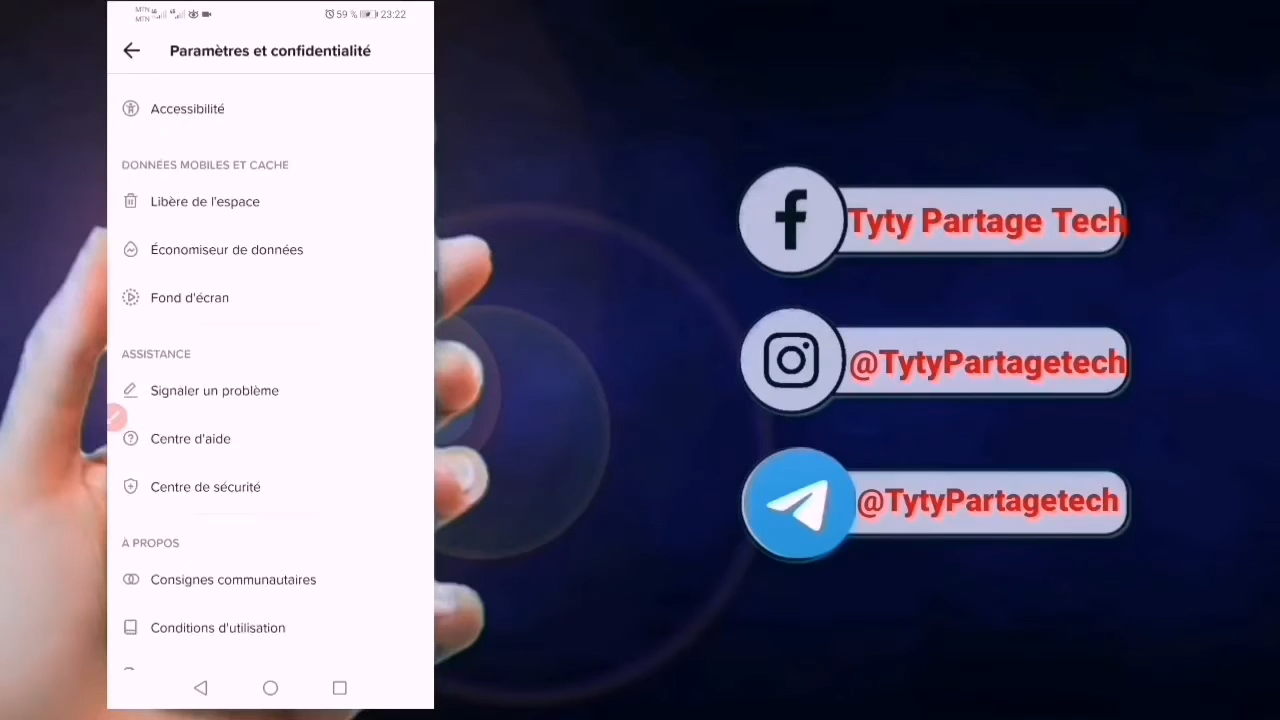 MTN
MTN
59 % 23:22
Paramètres et confidentialité
Accessibilité
DONNÉES MOBILES ET CACHE
Libère de l'espace
Économiseur de données
Fond d'écran
ASSISTANCE
Signaler un problème
Centre d'aide
Centre de sécurité
À PROPOS
Consignes communautaires
Conditions d'utilisation
Tyty Partage Tech
@TytyPartagetech
@TytyPartagetech